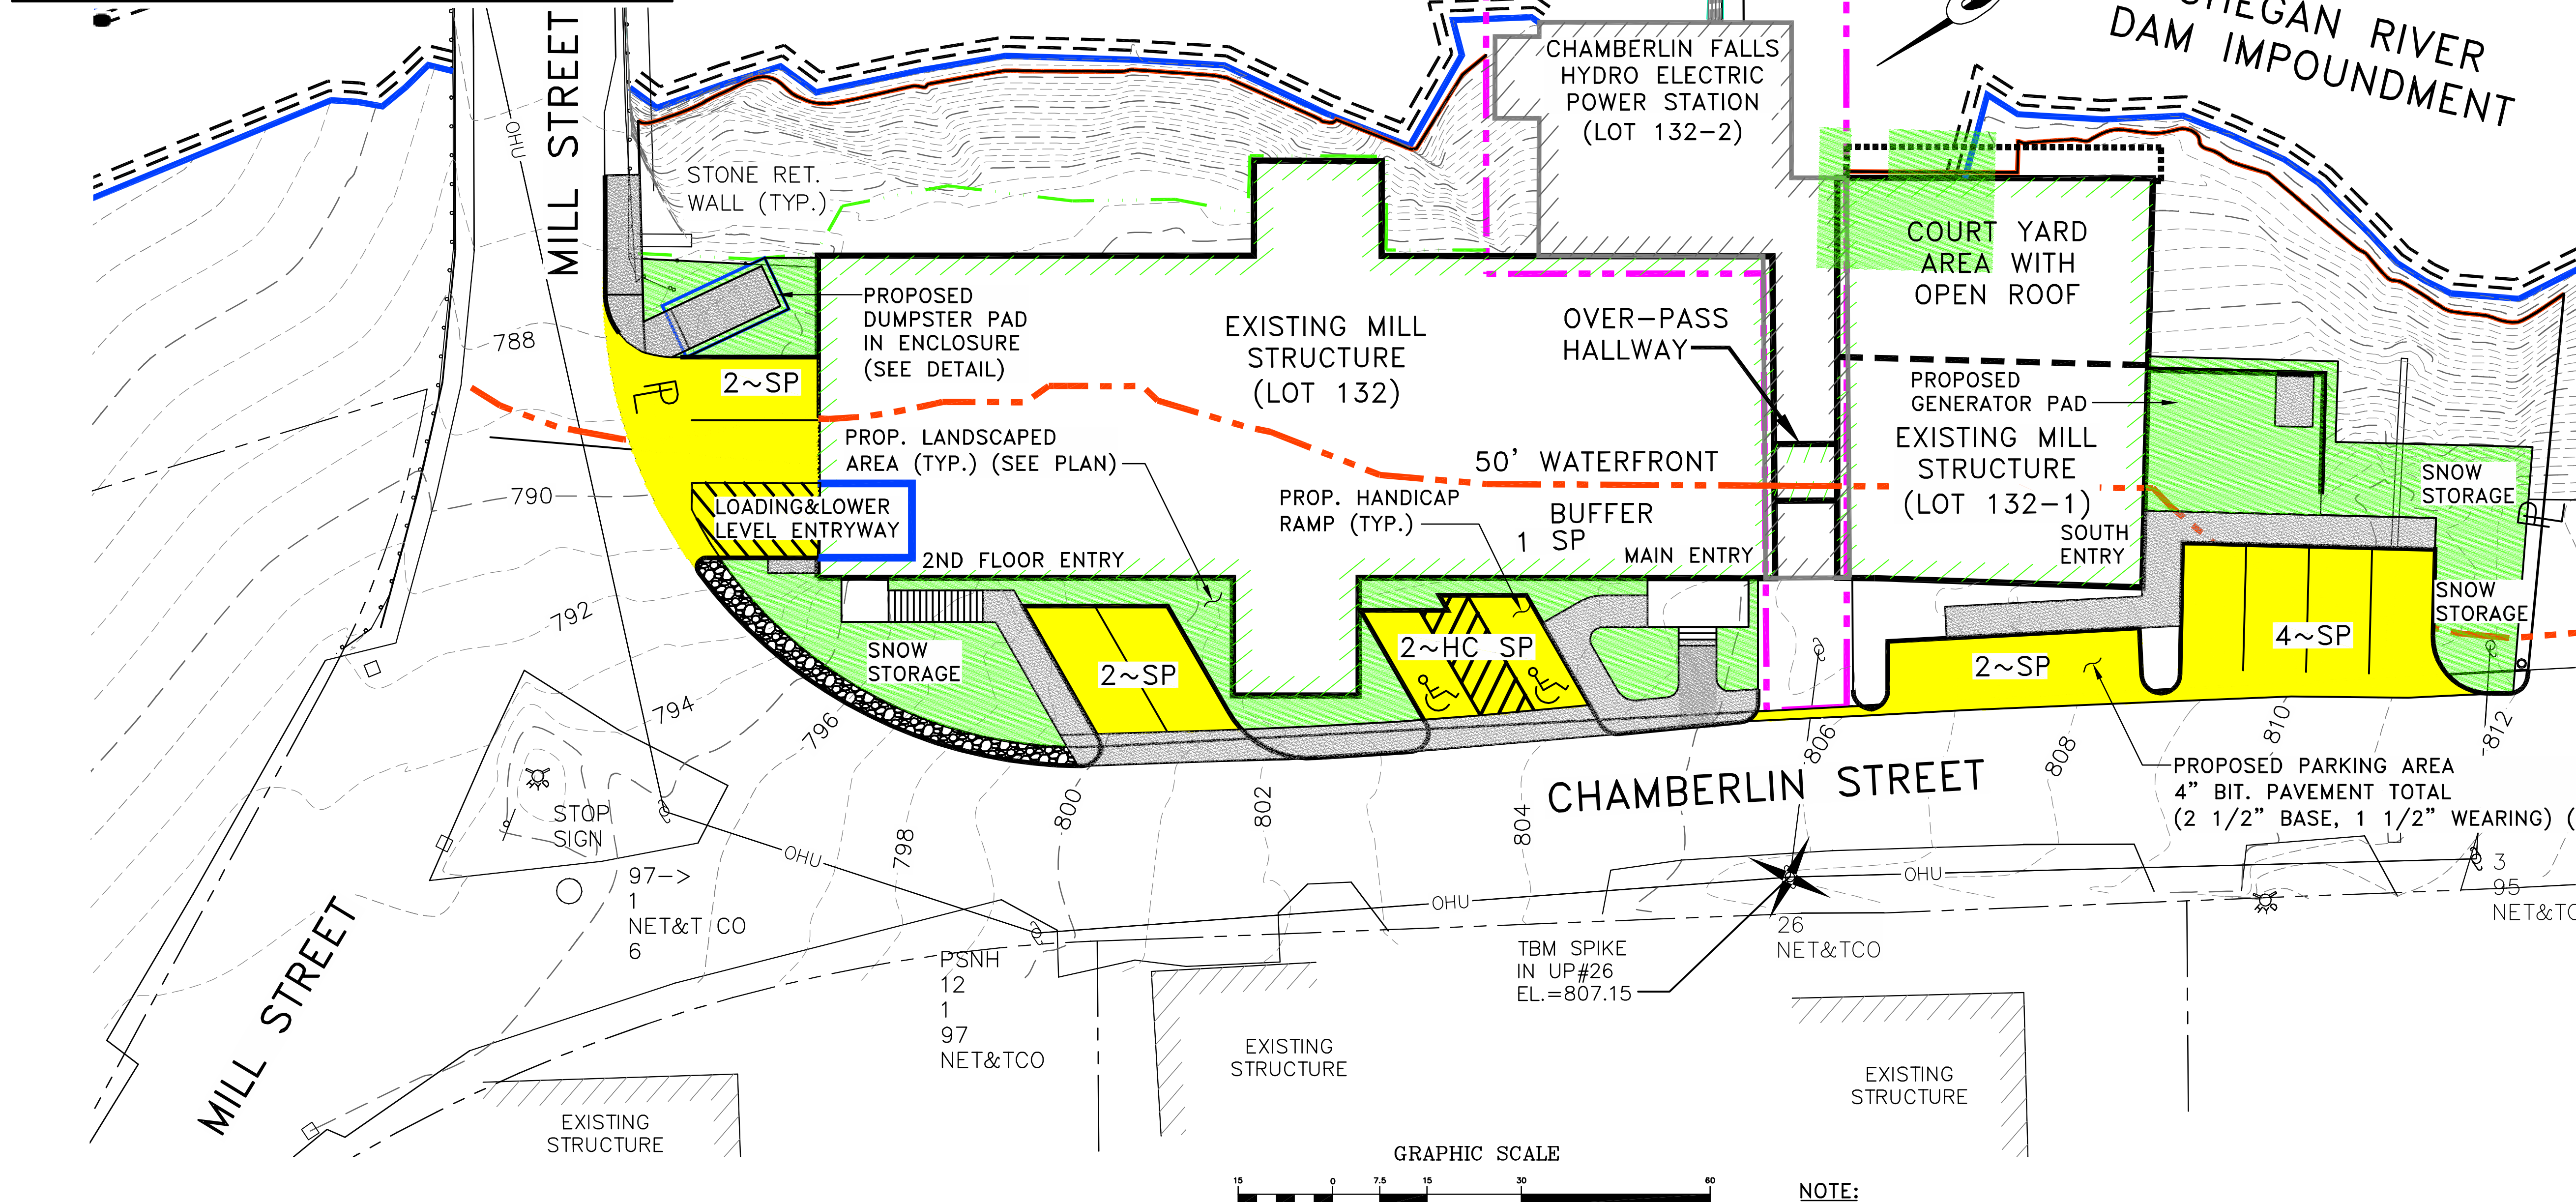 MILL STREET
OHU
STONE RET.
WALL (TYP.)
CHAMBERLIN FALLS
HYDRO ELECTRIC
POWER STATION
(LOT 132-2)
RIVER
DAM IMPOUNDMENT
COURT YARD
AREA WITH
OPEN ROOF
PROPOSED
DUMPSTER PAD
IN ENCLOSURE
(SEE DETAIL)
EXISTING MILL
STRUCTURE
(LOT 132)
OVER-PASS
HALLWAY
788
PL
2~SP
PROPOSED
GENERATOR PAD
EXISTING MILL
STRUCTURE
(LOT 132-1)
PROP. LANDSCAPED
AREA (TYP.) (SEE PLAN)
50' WATERFRONT
BUFFER
1
SP
PROP. HANDICAP
RAMP (TYP.)
790
LOADING&LOWER
LEVEL ENTRYWAY
2ND FLOOR ENTRY
MAIN ENTRY
SOUTH
ENTRY
SNOW
STORAGE
PL
SNOW
STORAGE
792
SNOW
STORAGE
2~SP
2~HC SP
2~SP
4~SP
794
796
798
800
802
804
806
808
810
812
CHAMBERLIN STREET
PROPOSED PARKING AREA
4" BIT. PAVEMENT TOTAL
(2 1/2" BASE, 1 1/2" WEARING) (
STOP
SIGN
OHU
OHU
OHU
97->
1
NET&T CO
6
PSNH
12
1
97
NET&TCO
TBM SPIKE
IN UP#26
EL.=807.15
26
NET&TCO
3
95
MILL STREET
EXISTING
STRUCTURE
EXISTING
STRUCTURE
EXISTING
STRUCTURE
GRAPHIC SCALE
15 0 7.5 15 30 60
NOTE: